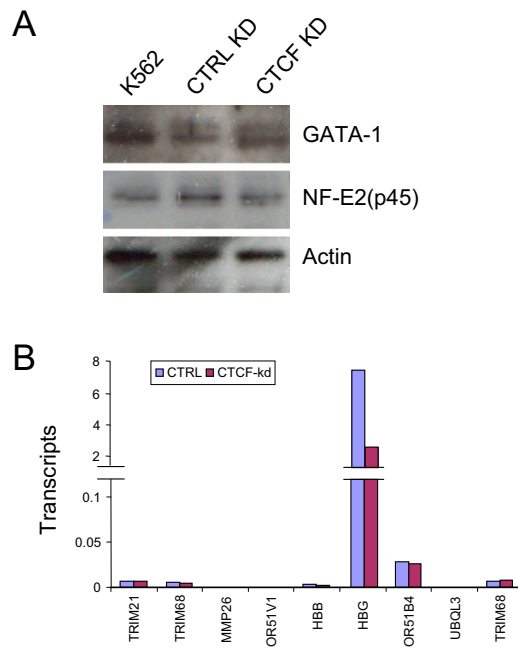 A
K562
CTRL KD
CTCF KD
GATA-1
NF-E2(p45)
Actin
B
CTRL
CTCF-kd
Transcripts
8
6
4
2
0.1
0.05
0
TRIM21
TRIM68
MMP26
OR51V1
HBB
HBG
OR51B4
UBQL3
TRIM68